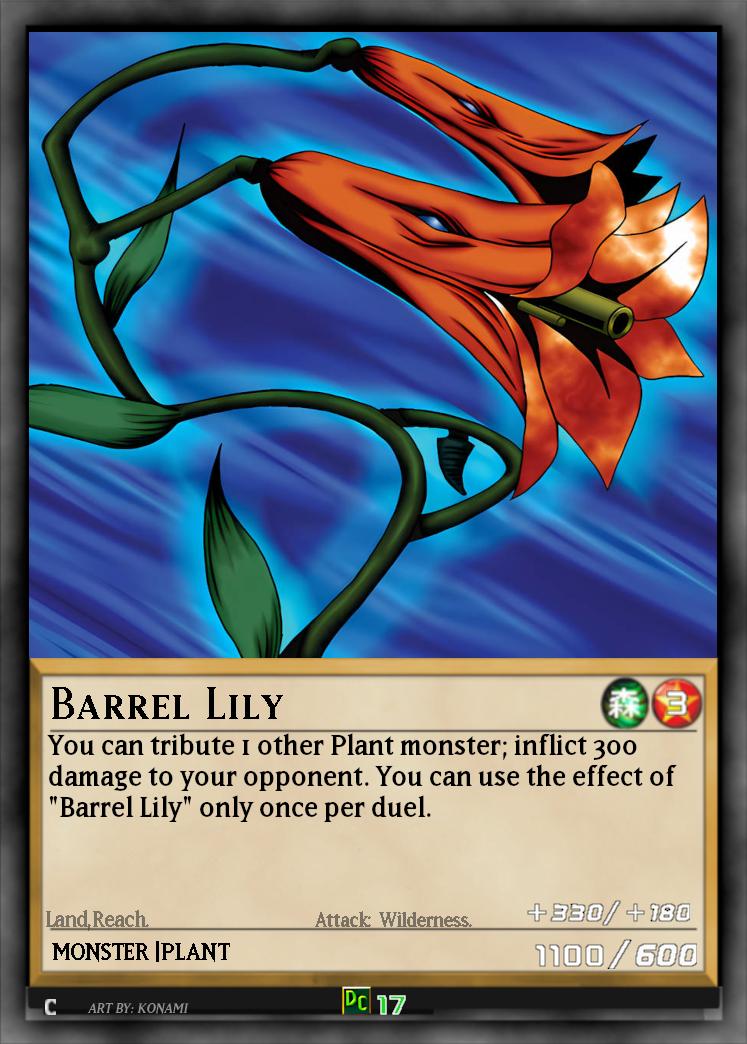 BARREL LILY 森 3
You can tribute 1 other Plant monster; inflict 300
damage to your opponent. You can use the effect of
"Barrel Lily" only once per duel.
Land,Reach. Attack: Wilderness. +330/+180
MONSTER |PLANT 1100/600
C ART BY: KONAMI DC 17